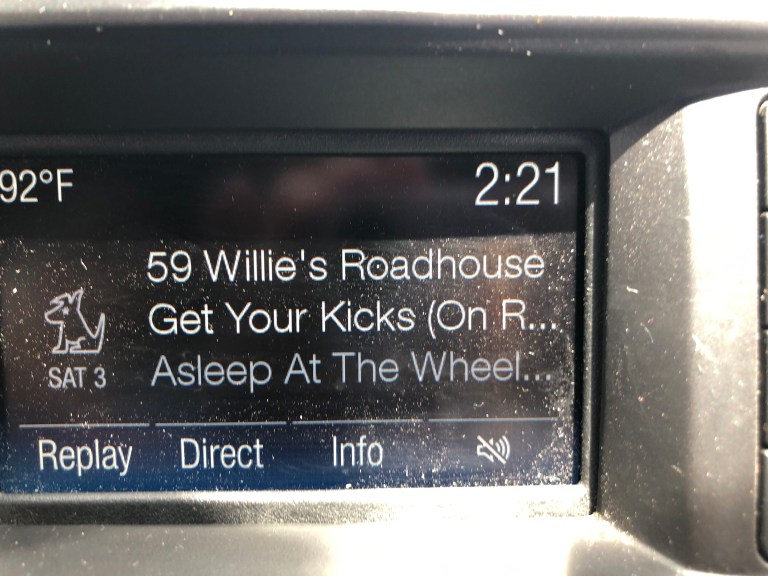 92°F 2:21
59 Willie's Roadhouse
Get Your Kicks (On R...
Asleep At The Wheel...
SAT 3
Replay Direct Info